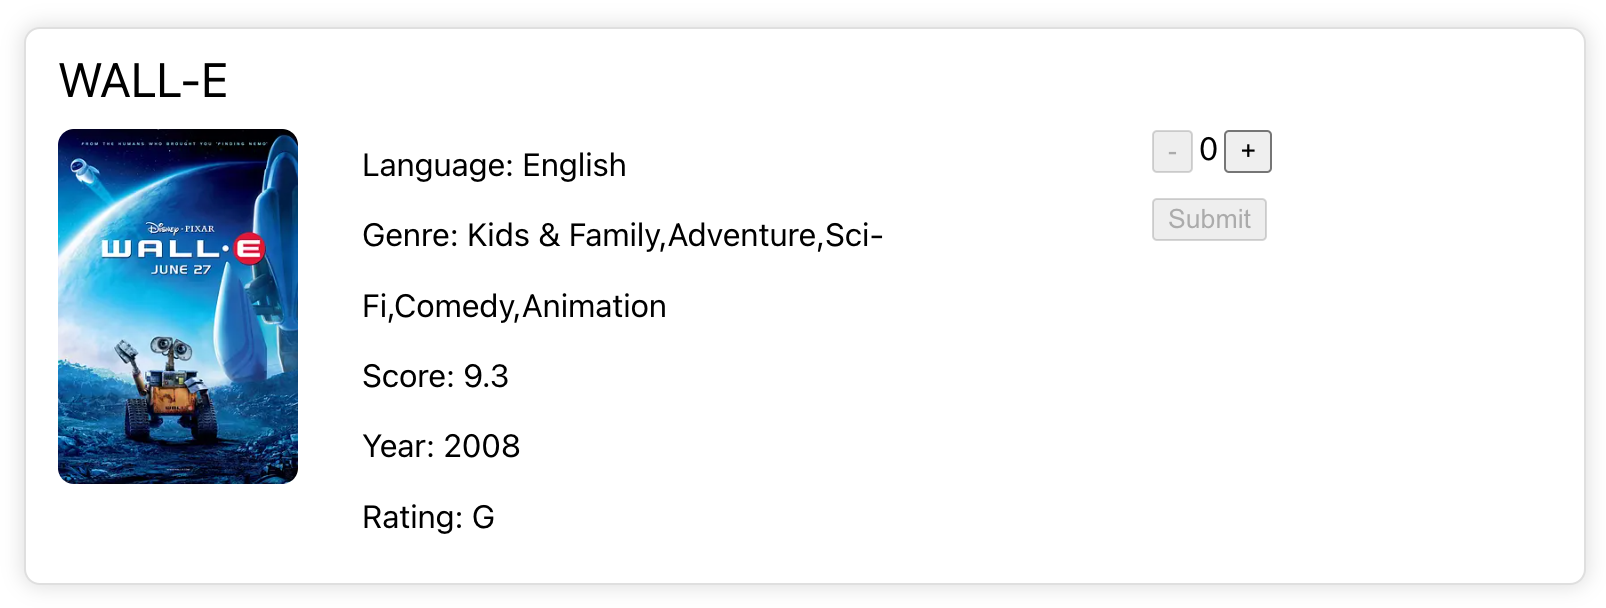 WALL-E
FROM THE HUMANS WHO BROUGHT YOU "FINDING NEMO"
Disney·PIXAR
WALL·E
JUNE 27
WALL·E
Language: English
Genre: Kids & Family,Adventure,Sci-
Fi,Comedy,Animation
Score: 9.3
Year: 2008
Rating: G
- 0 +
Submit